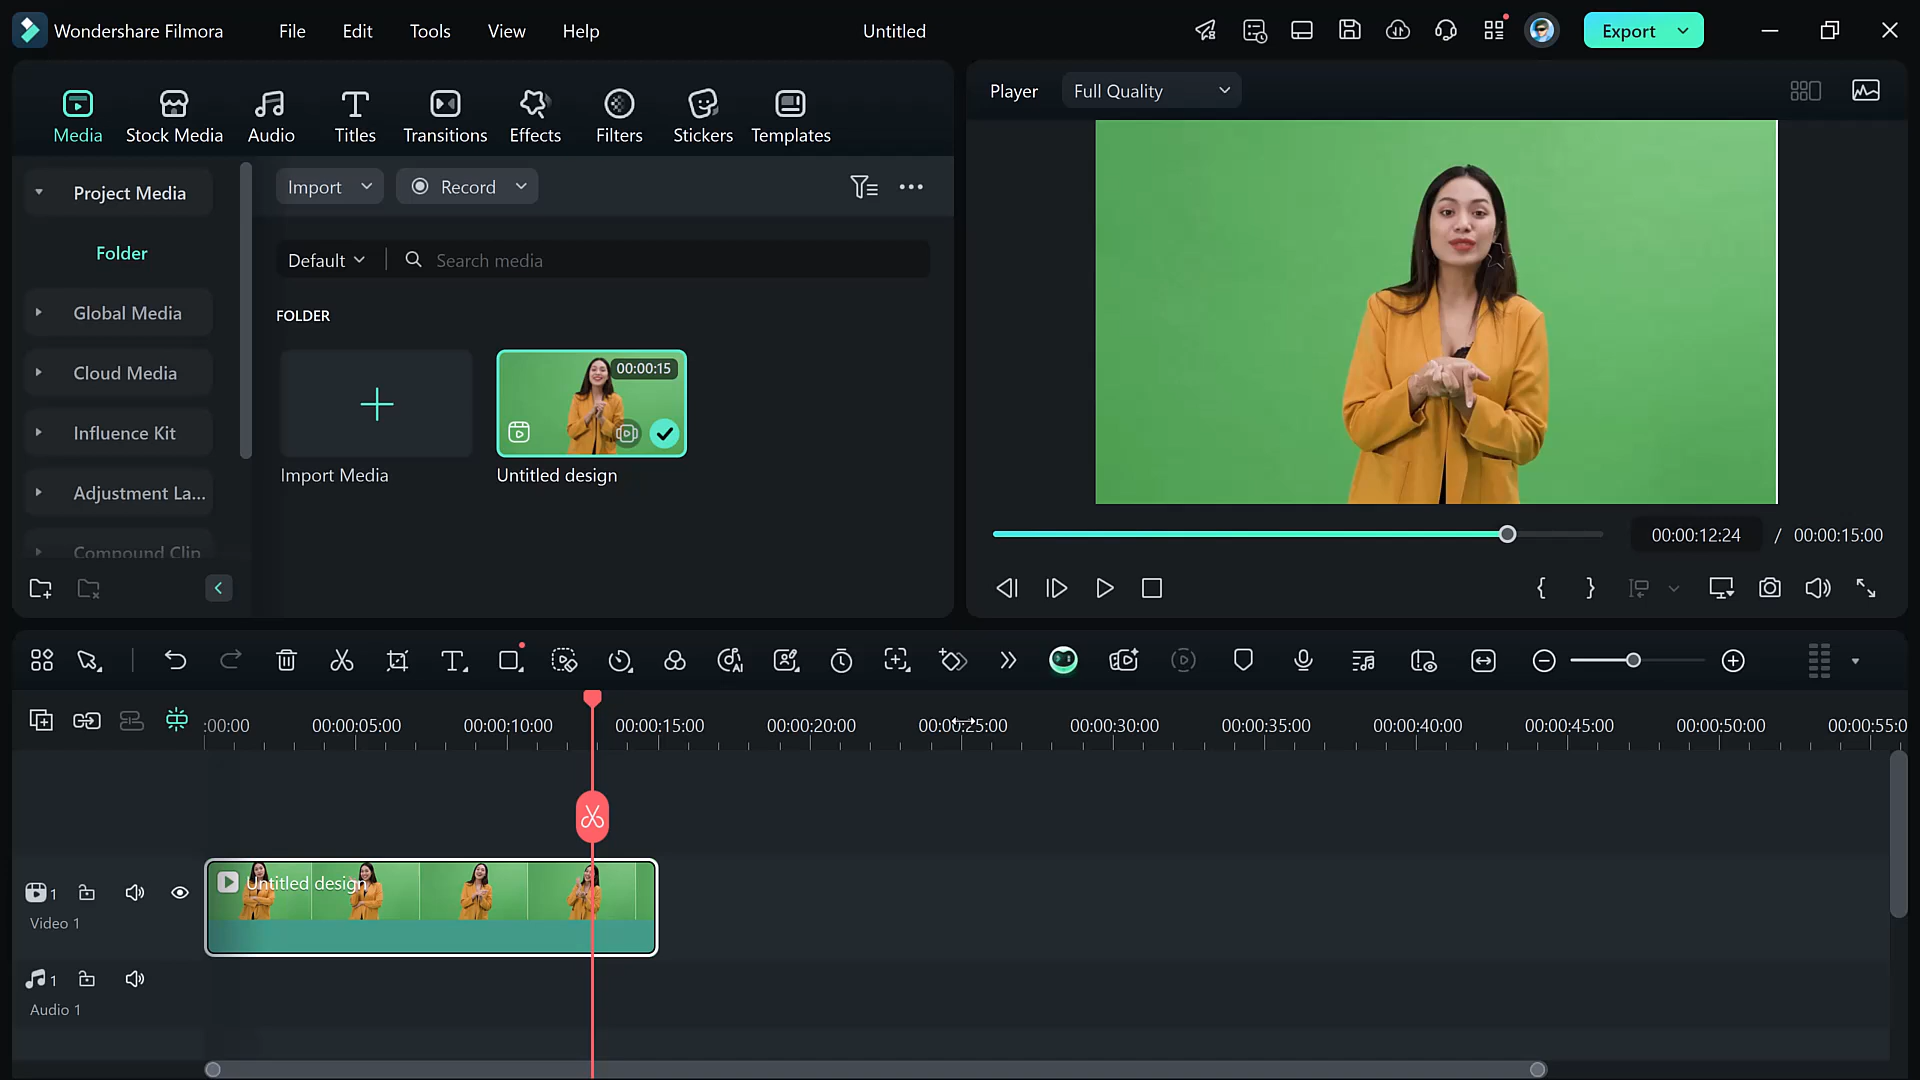 Wondershare Filmora
File
Edit
Tools
View
Help
Untitled
Export
Media
Stock Media
Audio
Titles
Transitions
Effects
Filters
Stickers
Templates
Player
Full Quality
Project Media
Folder
Global Media
Cloud Media
Influence Kit
Adjustment La...
Compound Clip
Import
Record
Default
Search media
FOLDER
00:00:15
Import Media
Untitled design
00:00:12:24 / 00:00:15:00
:00:00
00:00:05:00
00:00:10:00
00:00:15:00
00:00:20:00
00:00:25:00
00:00:30:00
00:00:35:00
00:00:40:00
00:00:45:00
00:00:50:00
00:00:55:0
Untitled design
1
Video 1
1
Audio 1